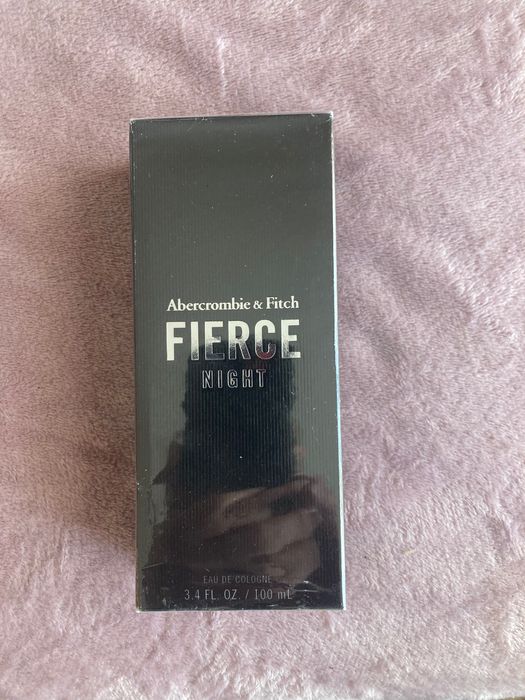 Abercrombie & Fitch
FIERCE
NIGHT
EAU DE COLOGNE
3.4 FL. OZ. / 100 mL